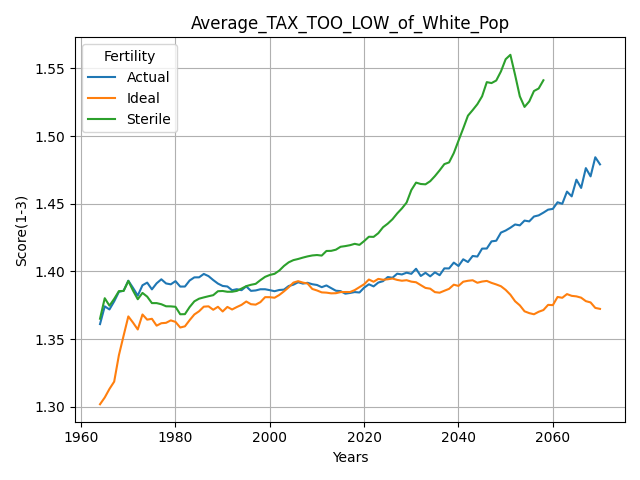 Average_TAX_TOO_LOW_of_White_Pop
Fertility
Actual
Ideal
Sterile
Score(1-3)
1.55
1.50
1.45
1.40
1.35
1.30
1960
1980
2000
2020
2040
2060
Years